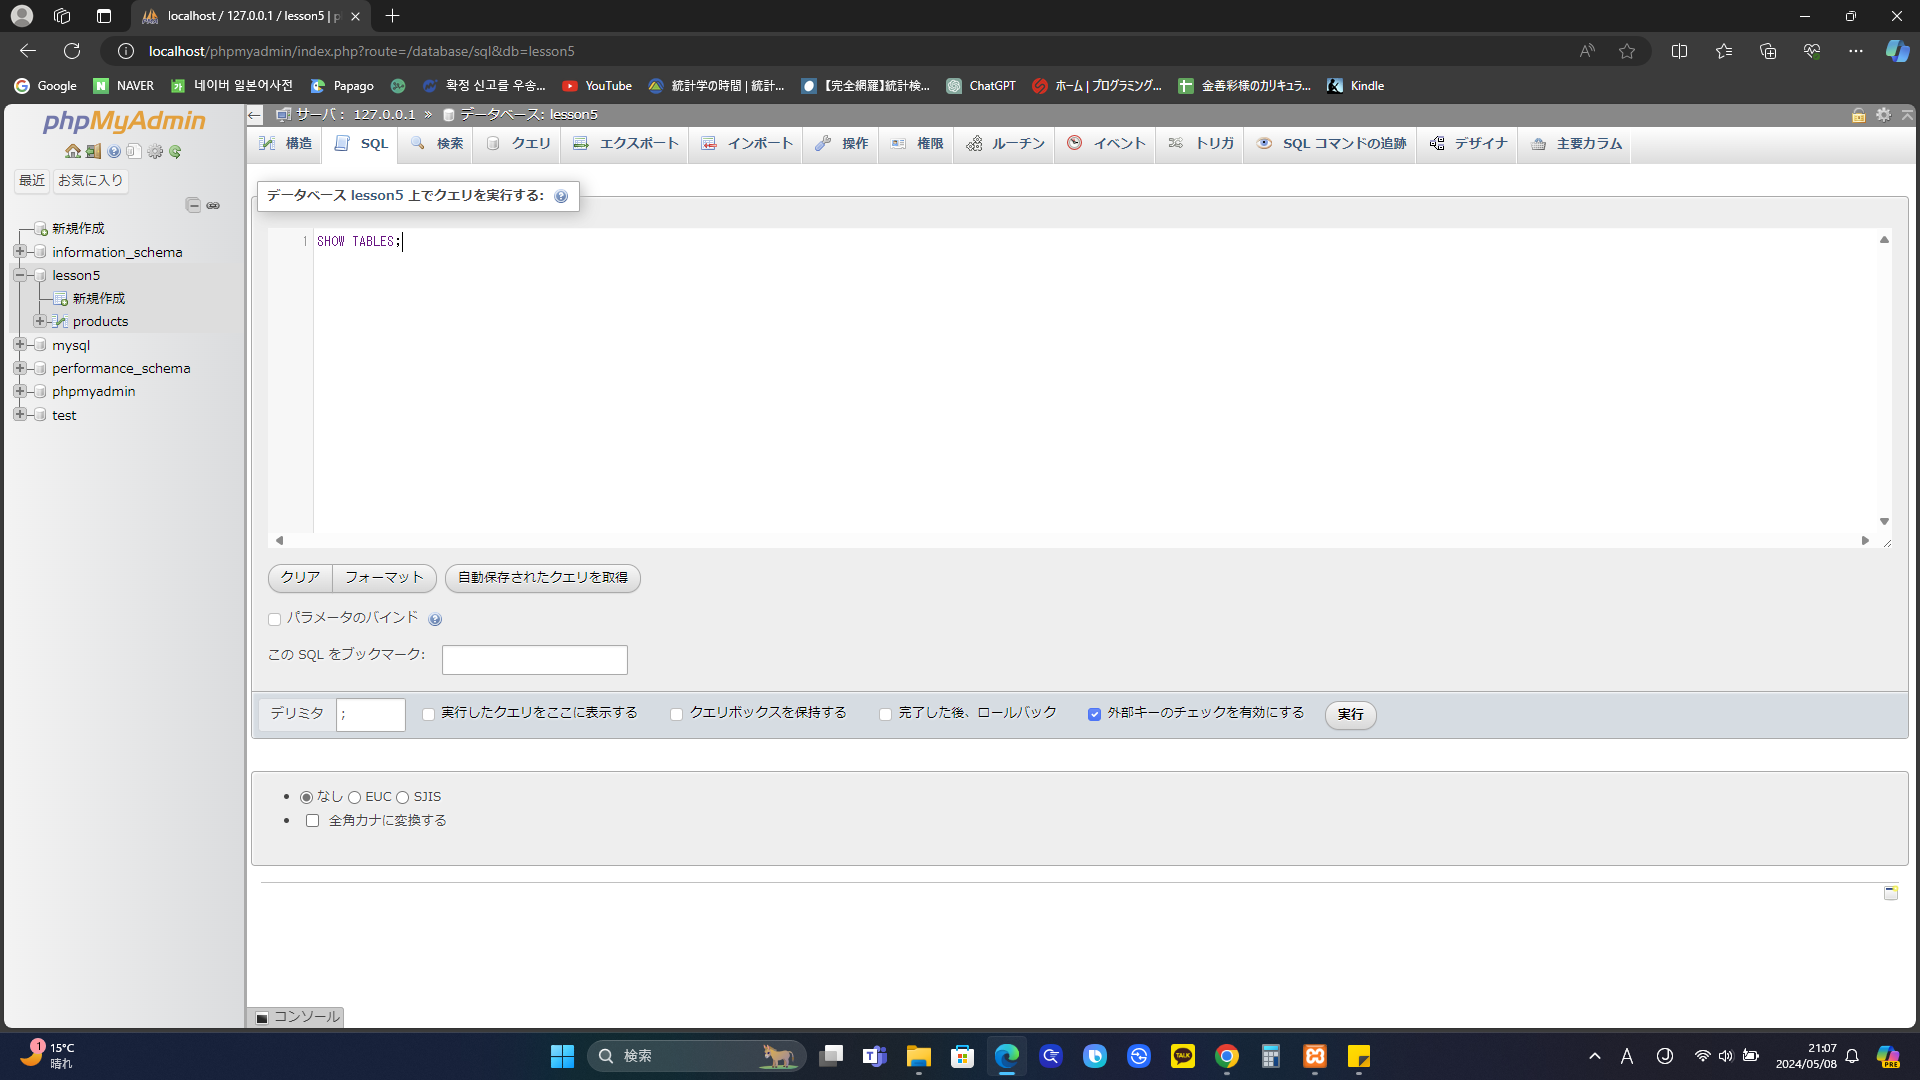 localhost / 127.0.0.1 / lesson5 | p
localhost/phpmyadmin/index.php?route=/database/sql&db=lesson5
Google
NAVER
네이버 일본어사전
Papago
확정 신고를 우송...
YouTube
統計学の時間 | 統計...
【完全網羅】統計検...
ChatGPT
ホーム | プログラミング...
金善彩様のカリキュラ...
Kindle
phpMyAdmin
最近
お気に入り
新規作成
information_schema
lesson5
新規作成
products
mysql
performance_schema
phpmyadmin
test
サーバ: 127.0.0.1 » データベース: lesson5
構造
SQL
検索
クエリ
エクスポート
インポート
操作
権限
ルーチン
イベント
トリガ
SQL コマンドの追跡
デザイナ
主要カラム
データベース lesson5 上でクエリを実行する:
1 SHOW TABLES;
クリア
フォーマット
自動保存されたクエリを取得
パラメータのバインド
この SQL をブックマーク:
デリミタ ;
実行したクエリをここに表示する
クエリボックスを保持する
完了した後、ロールバック
外部キーのチェックを有効にする
実行
なし EUC SJIS
全角カナに変換する
コンソール
1
15°C
晴れ
検索
TALK
A
21:07
2024/05/08
PRE